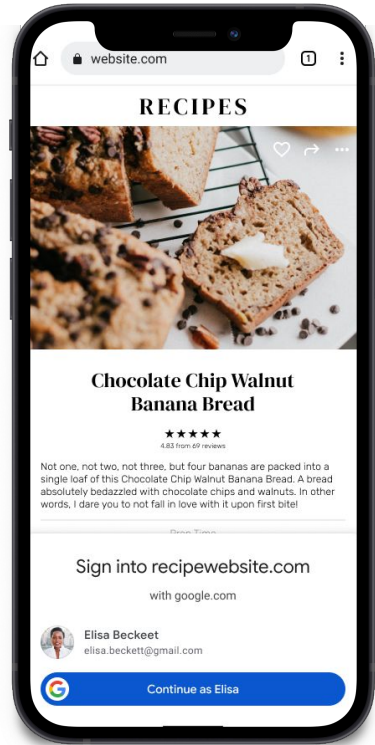 website.com
1
RECIPES
Chocolate Chip Walnut
Banana Bread
★★★★★
4.83 from 69 reviews
Not one, not two, not three, but four bananas are packed into a
single loaf of this Chocolate Chip Walnut Banana Bread. A bread
absolutely bedazzled with chocolate chips and walnuts. In other
words, I dare you to not fall in love with it upon first bite!
Prep Time
Sign into recipewebsite.com
with google.com
Elisa Beckeet
elisa.beckett@gmail.com
G
Continue as Elisa